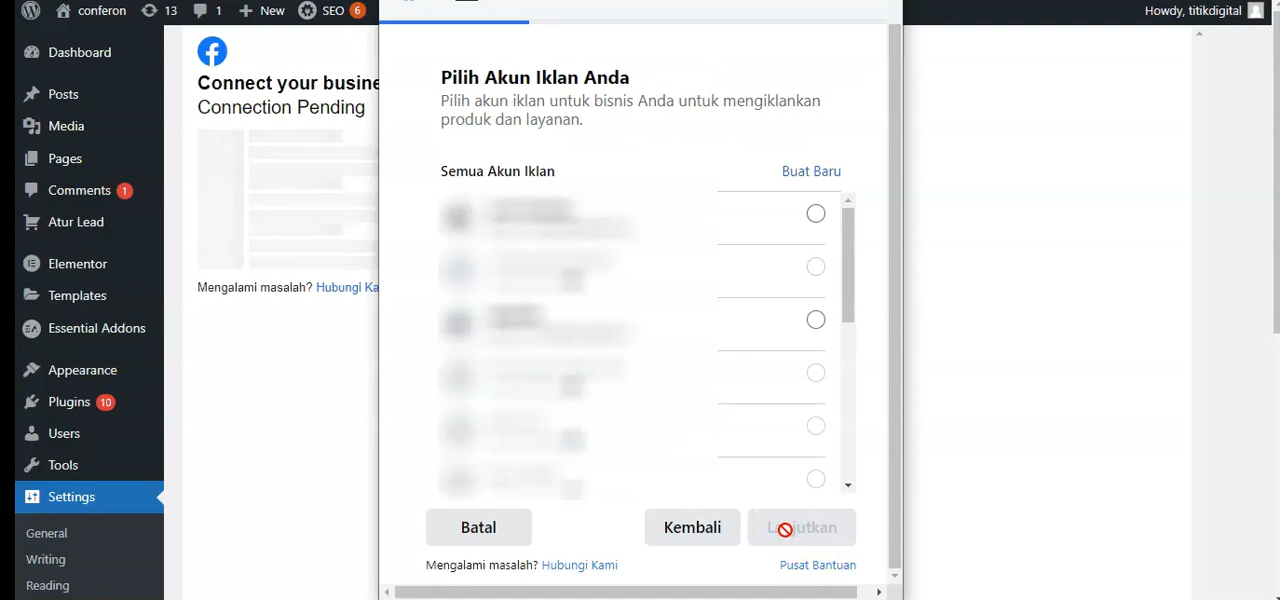 conferon
13
1
New
SEO 6
Howdy, titikdigital
Dashboard
Posts
Media
Pages
Comments 1
Atur Lead
Elementor
Templates
Essential Addons
Appearance
Plugins 10
Users
Tools
Settings
General
Writing
Reading
Connect your busine
Connection Pending
Mengalami masalah? Hubungi Ka
Pilih Akun Iklan Anda
Pilih akun iklan untuk bisnis Anda untuk mengiklankan
produk dan layanan.
Semua Akun Iklan
Buat Baru
Batal
Kembali
Lanjutkan
Mengalami masalah? Hubungi Kami
Pusat Bantuan